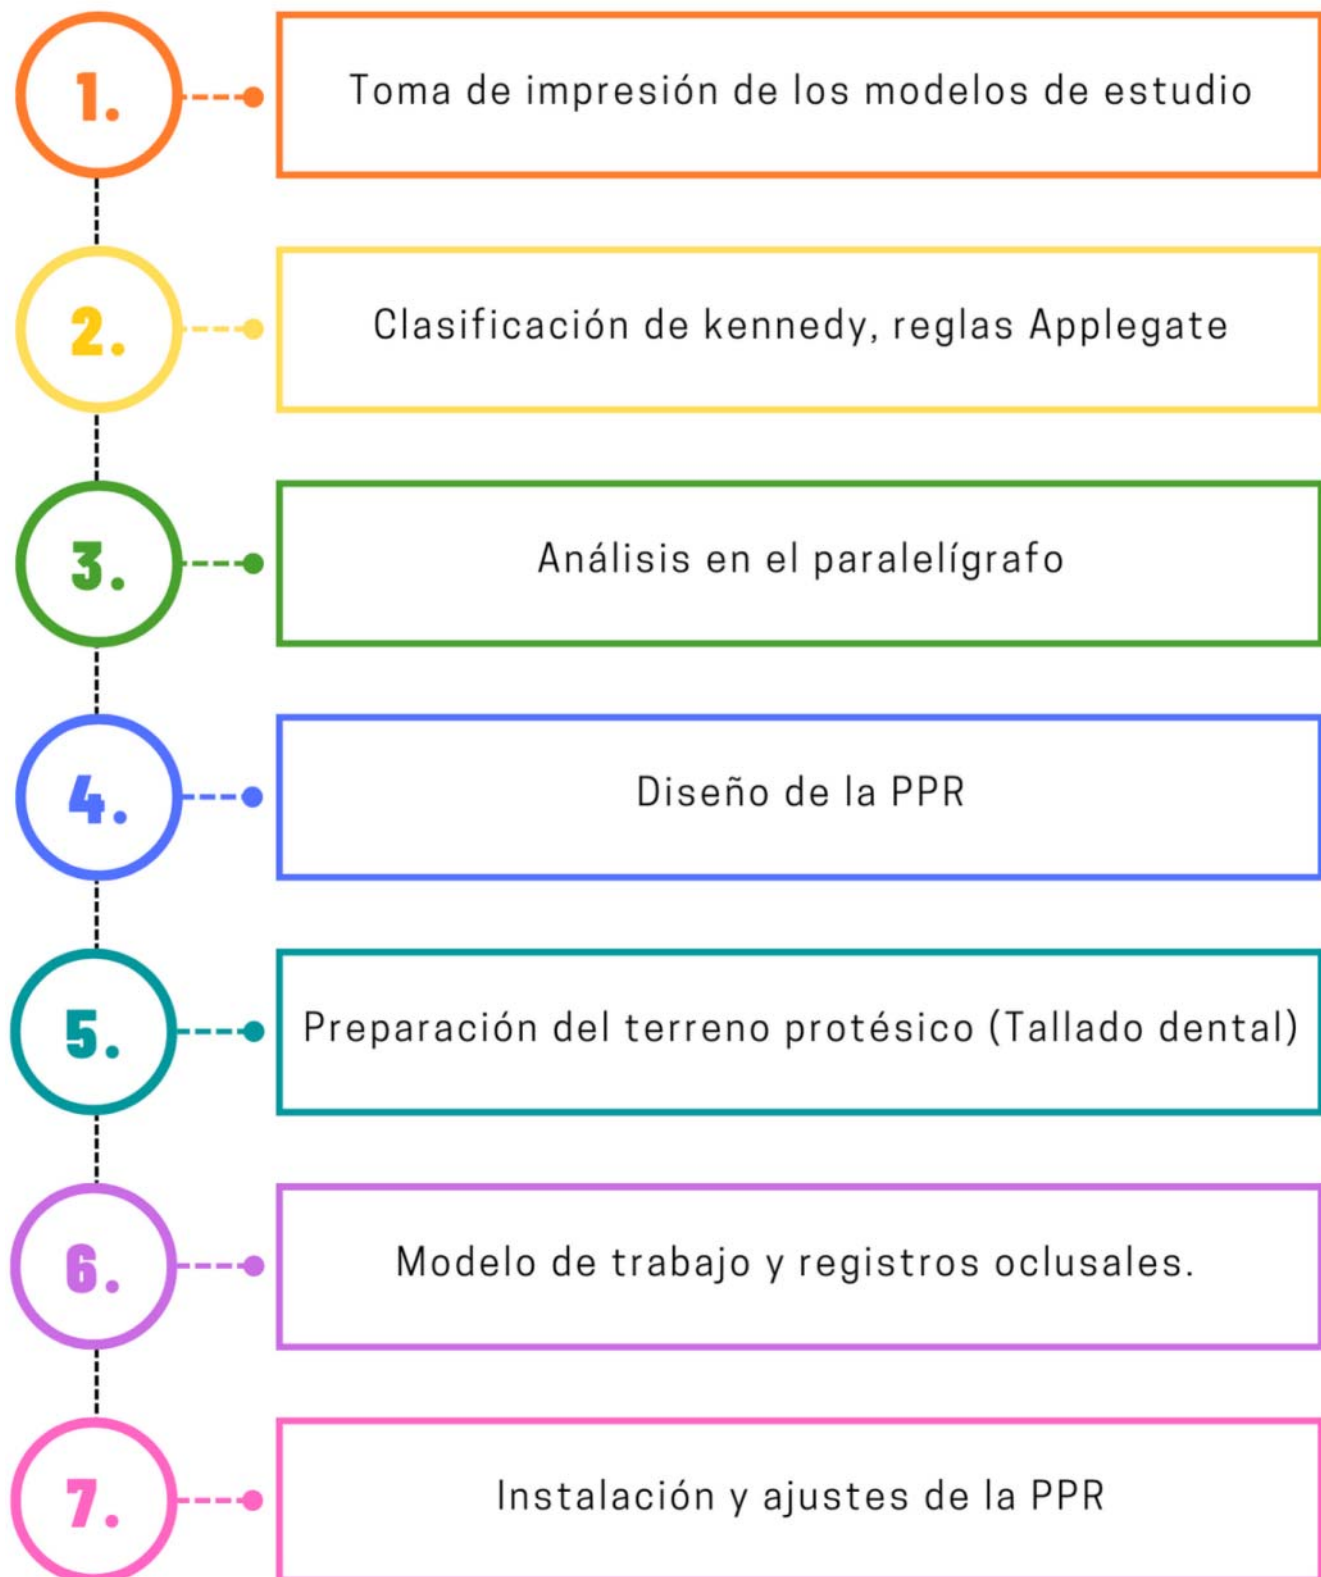 1.
Toma de impresión de los modelos de estudio
2.
Clasificación de kennedy, reglas Applegate
3.
Análisis en el paralelígrafo
4.
Diseño de la PPR
5.
Preparación del terreno protésico (Tallado dental)
6.
Modelo de trabajo y registros oclusales.
7.
Instalación y ajustes de la PPR